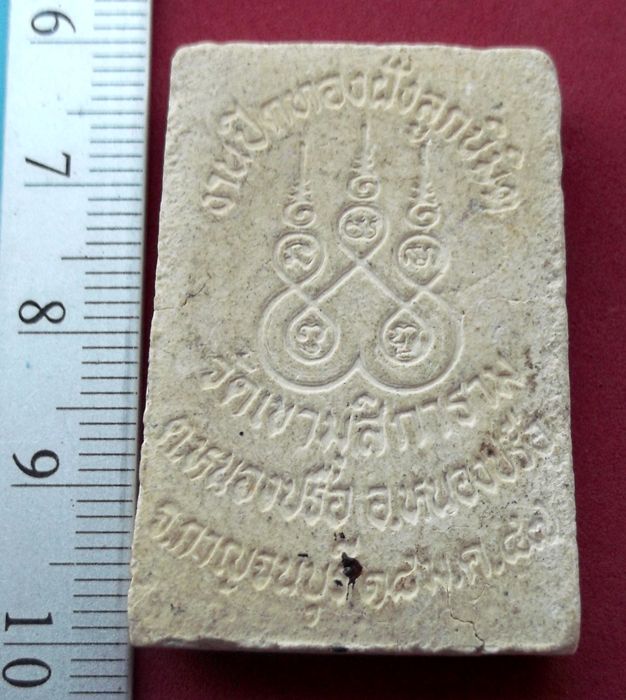 6
7
8
9
10
งานปิดทองฝังลูกนิมิต
วัดเขามุสิการาม
ต.หนองปรือ อ.หนองปรือ
จ.กาญจนบุรี ม.ค.